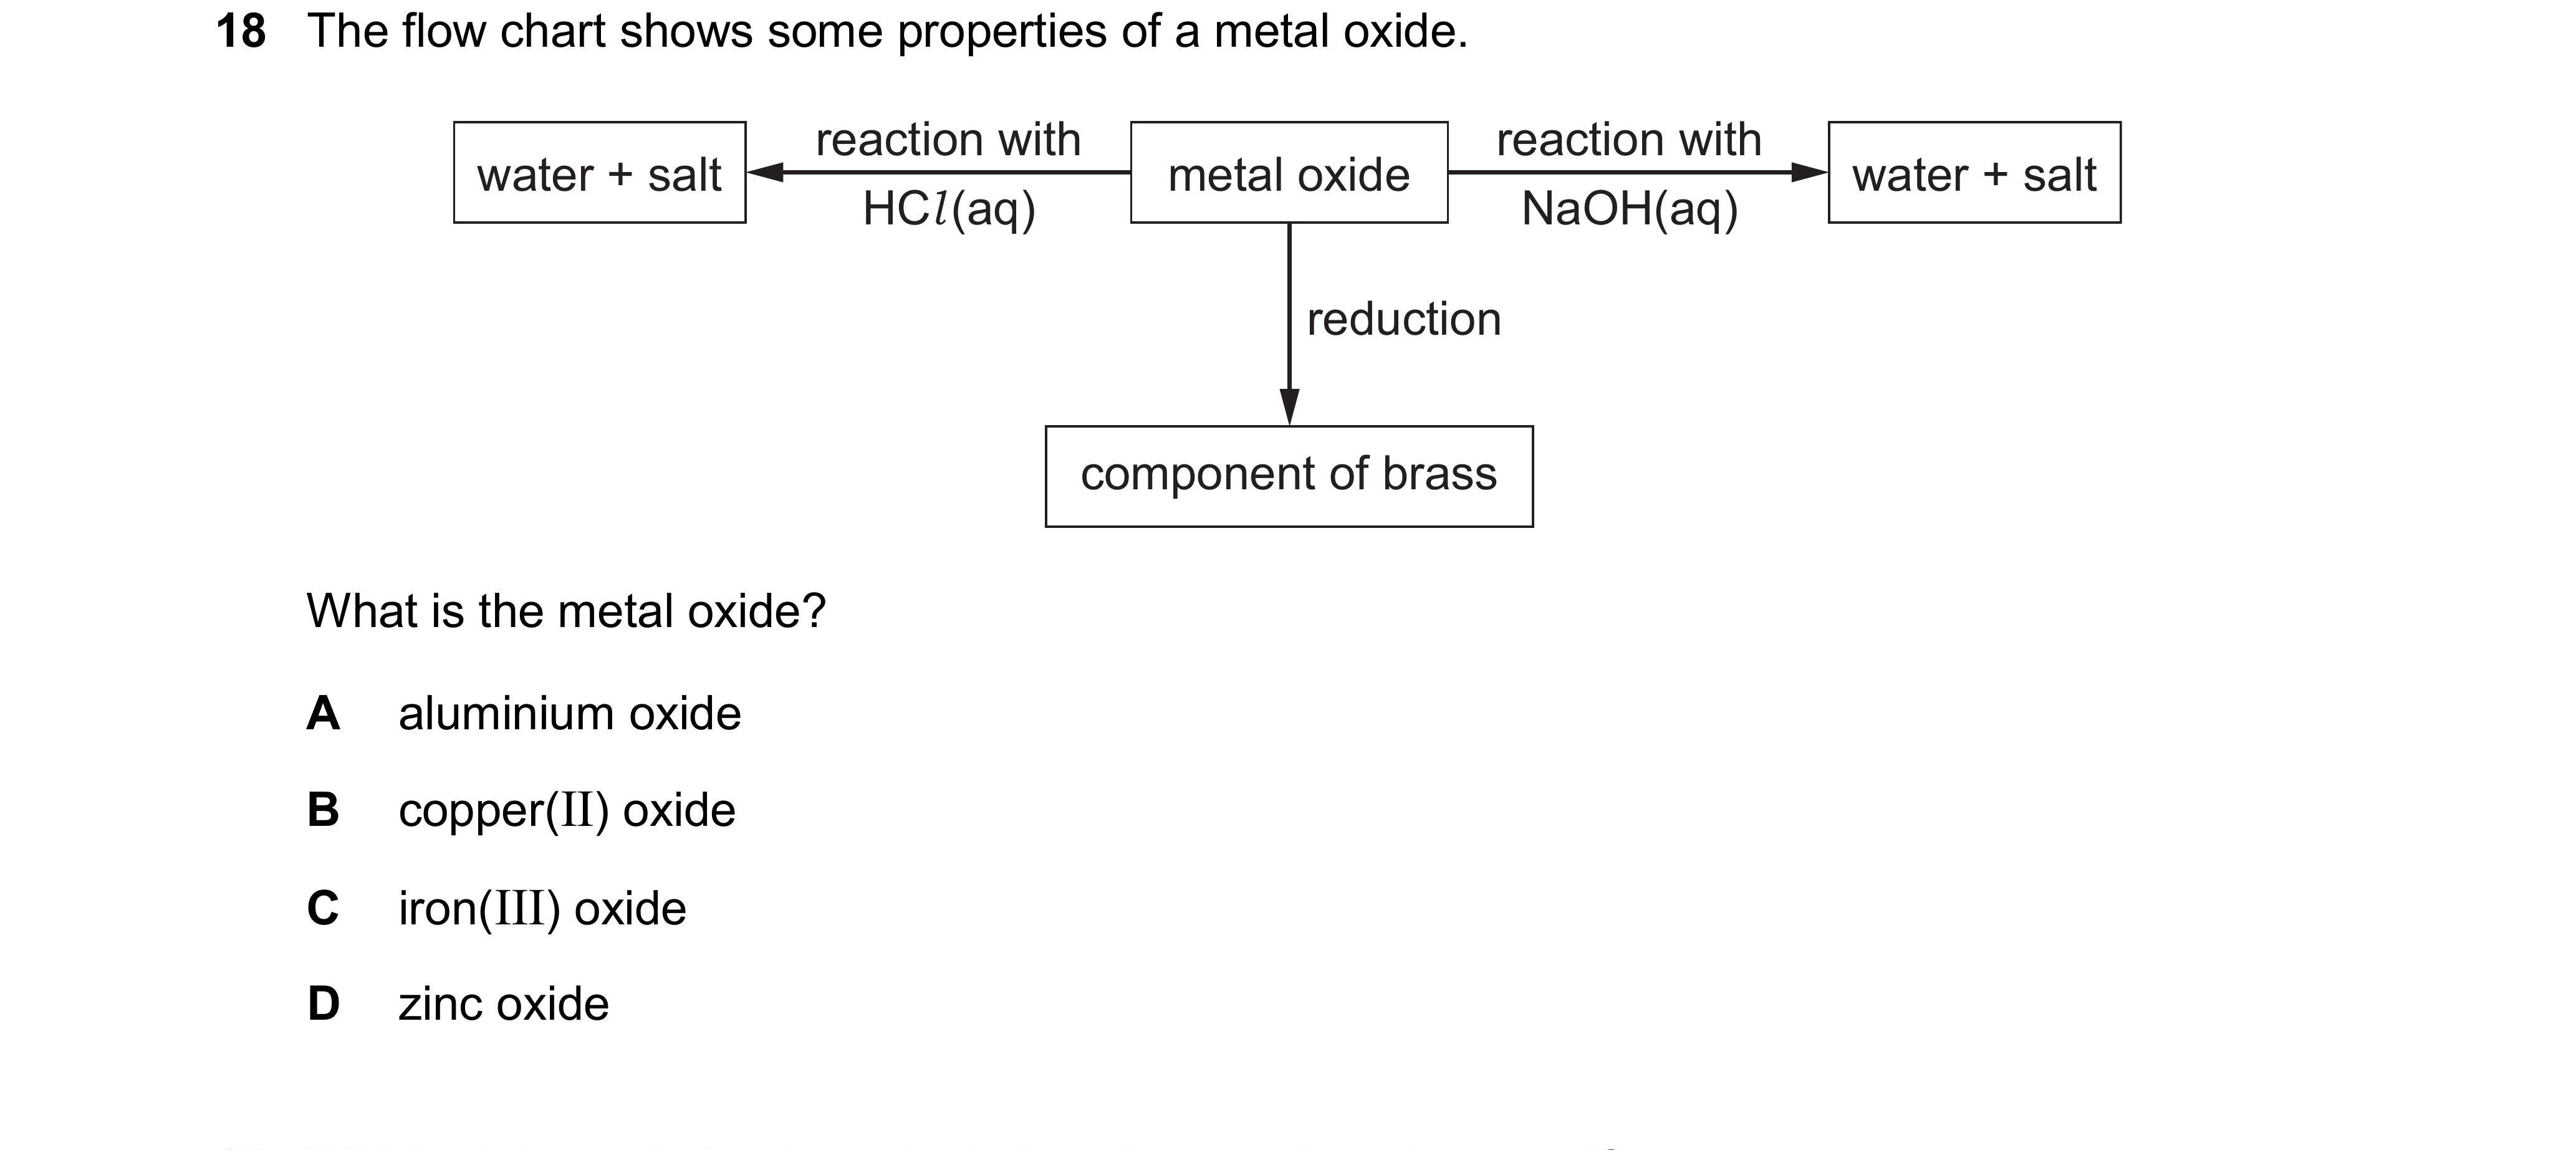 18 The flow chart shows some properties of a metal oxide.
water + salt
reaction with
HCl(aq)
metal oxide
reaction with
NaOH(aq)
water + salt
reduction
component of brass
What is the metal oxide?
A aluminium oxide
B copper(II) oxide
C iron(III) oxide
D zinc oxide